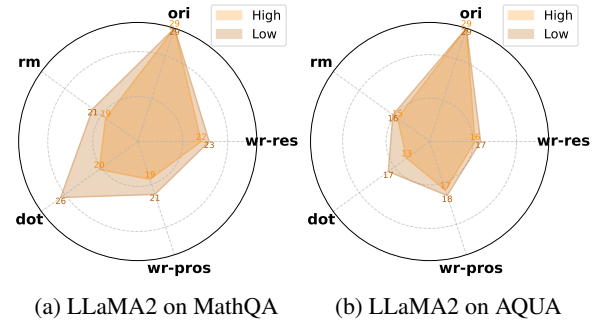 ori
High
Low
29
29
rm
21
19
22
23
wr-res
20
19
26
21
dot
wr-pros
(a) LLaMA2 on MathQA
ori
High
Low
29
29
rm
15
16
16
17
wr-res
13
17
17
18
dot
wr-pros
(b) LLaMA2 on AQUA